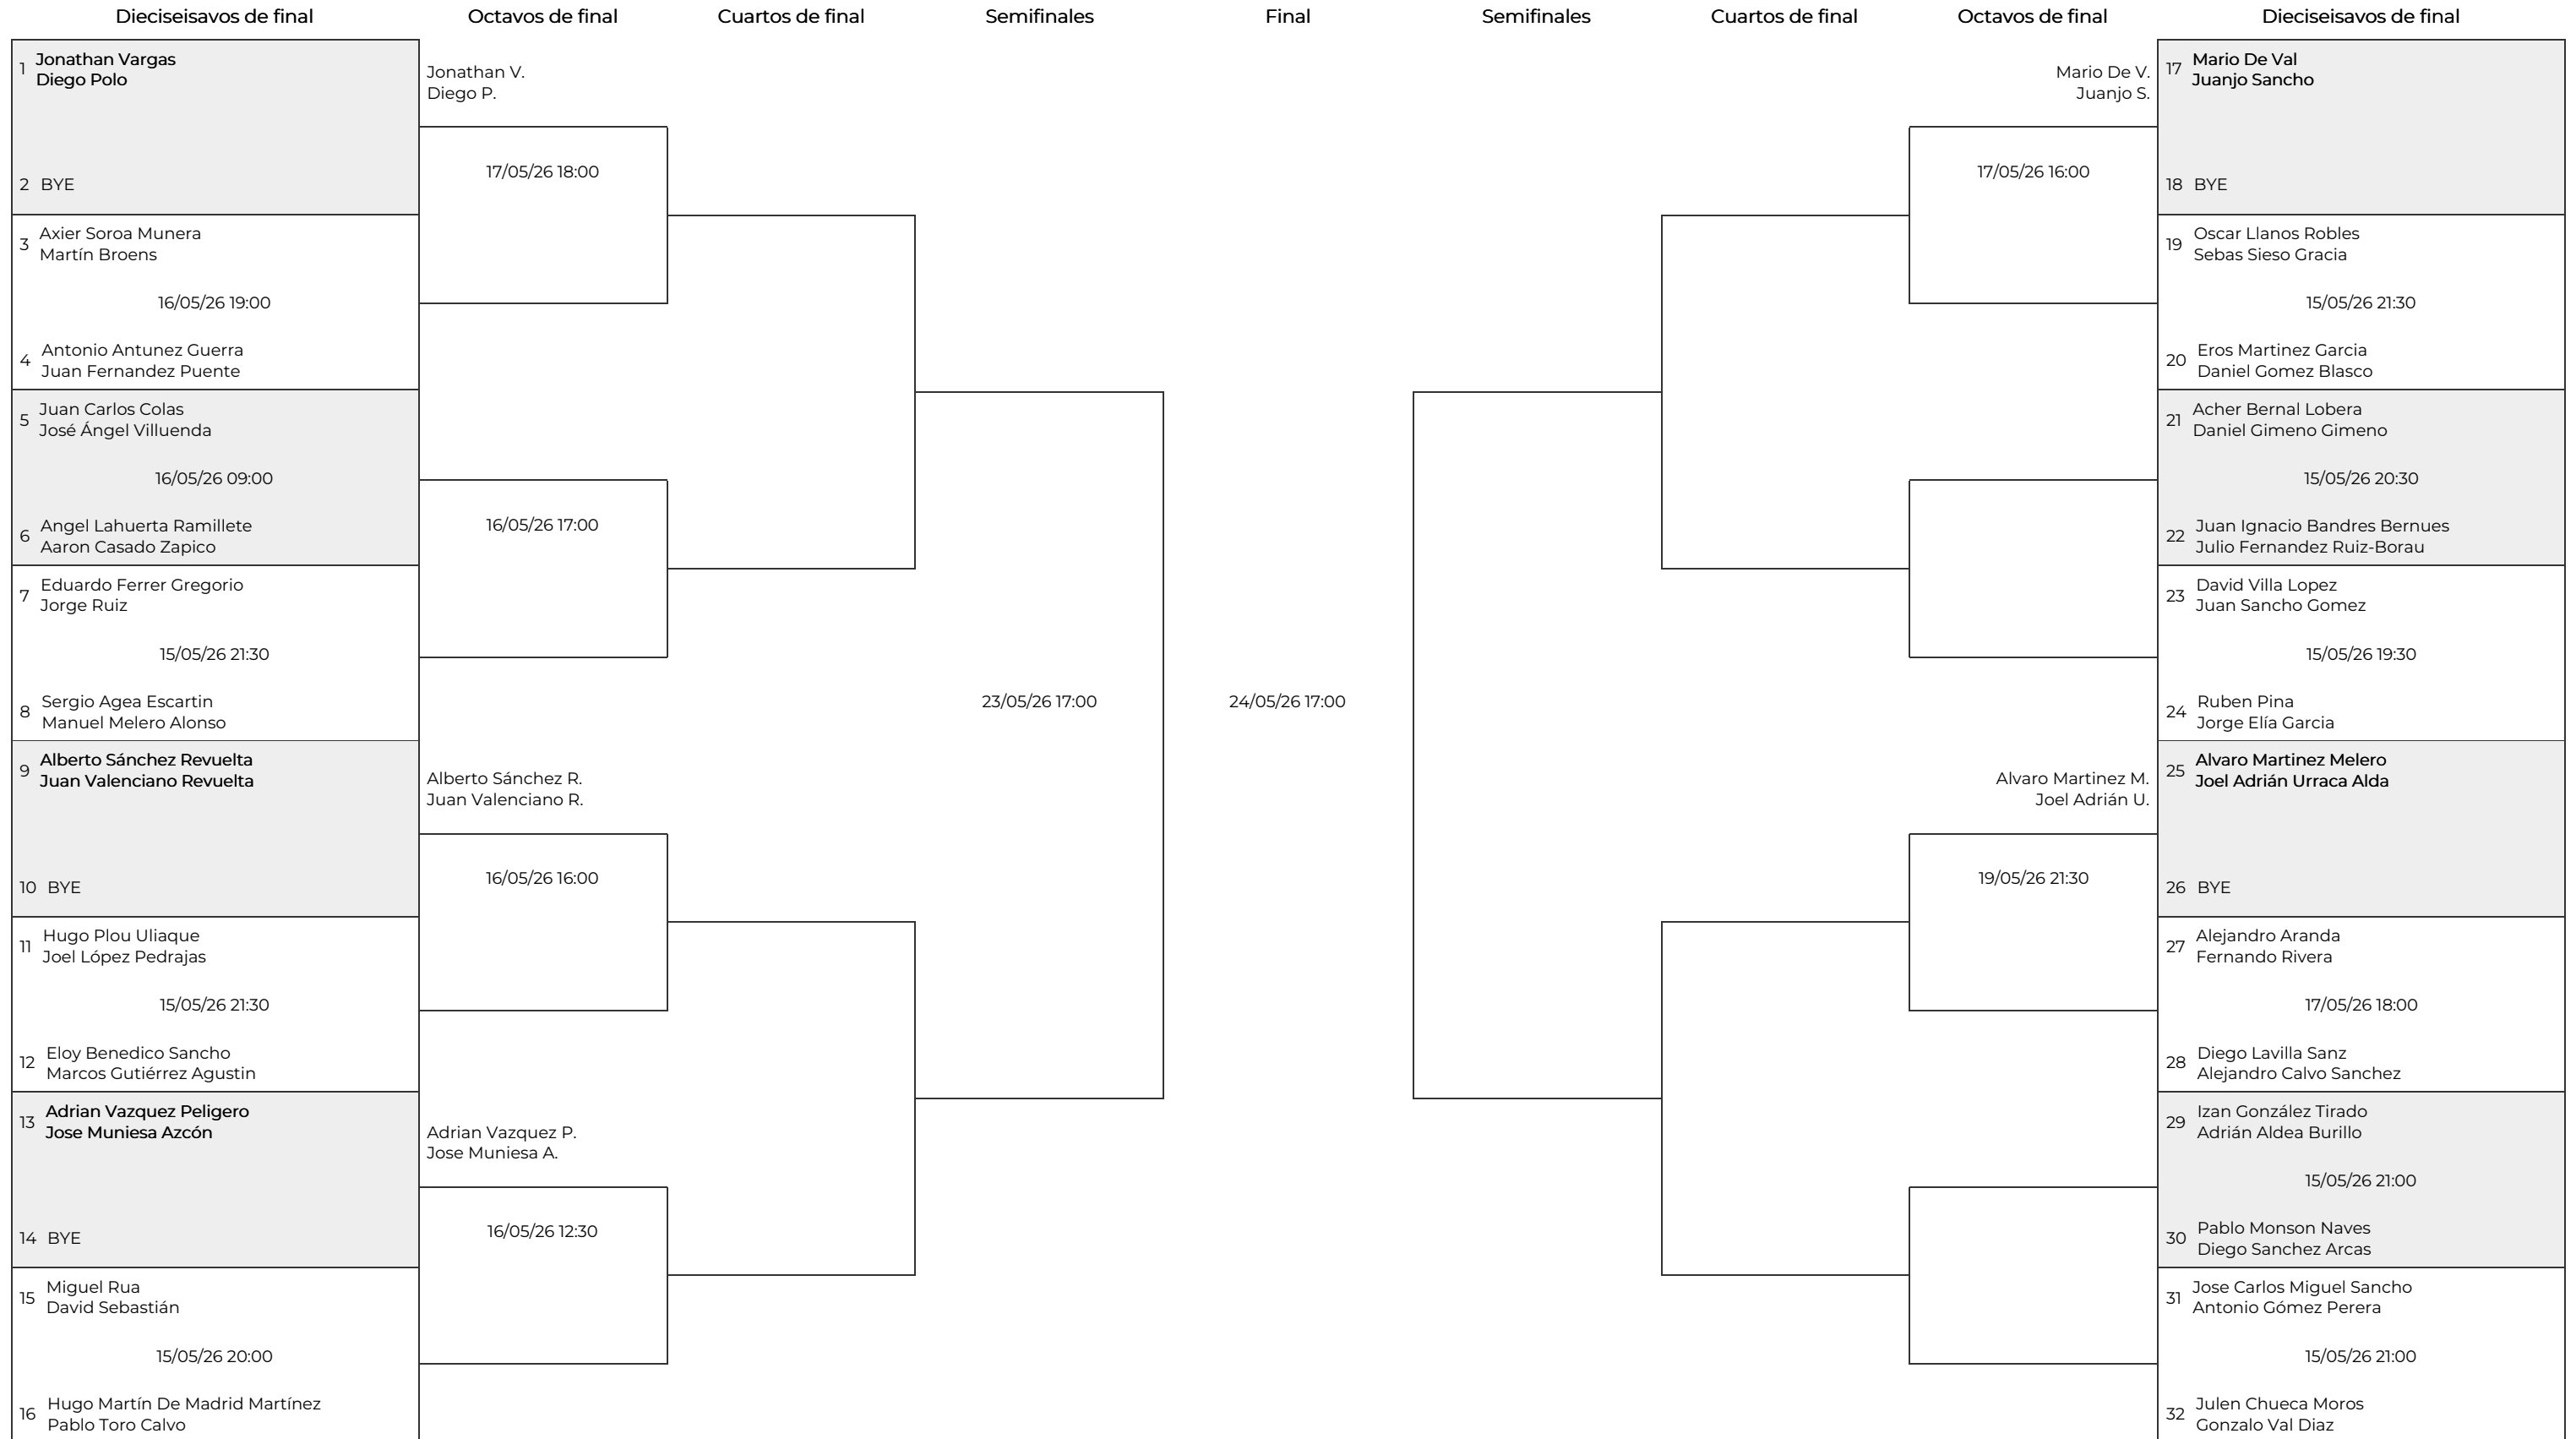 Dieciseisavos de final
Octavos de final
Cuartos de final
Semifinales
Final
Semifinales
Cuartos de final
Octavos de final
Dieciseisavos de final
1 Jonathan Vargas
Diego Polo
2 BYE
3 Axier Soroa Munera
Martín Broens
16/05/26 19:00
4 Antonio Antunez Guerra
Juan Fernandez Puente
5 Juan Carlos Colas
José Ángel Villuenda
16/05/26 09:00
6 Angel Lahuerta Ramillete
Aaron Casado Zapico
7 Eduardo Ferrer Gregorio
Jorge Ruiz
15/05/26 21:30
8 Sergio Agea Escartin
Manuel Melero Alonso
9 Alberto Sánchez Revuelta
Juan Valenciano Revuelta
10 BYE
11 Hugo Plou Uliaque
Joel López Pedrajas
15/05/26 21:30
12 Eloy Benedico Sancho
Marcos Gutiérrez Agustin
13 Adrian Vazquez Peligero
Jose Muniesa Azcón
14 BYE
15 Miguel Rua
David Sebastián
15/05/26 20:00
16 Hugo Martín De Madrid Martínez
Pablo Toro Calvo
Jonathan V.
Diego P.
17/05/26 18:00
16/05/26 17:00
Alberto Sánchez R.
Juan Valenciano R.
16/05/26 16:00
Adrian Vazquez P.
Jose Muniesa A.
16/05/26 12:30
23/05/26 17:00
24/05/26 17:00
Mario De V.
Juanjo S.
17/05/26 16:00
Alvaro Martinez M.
Joel Adrián U.
19/05/26 21:30
17 Mario De Val
Juanjo Sancho
18 BYE
19 Oscar Llanos Robles
Sebas Sieso Gracia
15/05/26 21:30
20 Eros Martinez Garcia
Daniel Gomez Blasco
21 Acher Bernal Lobera
Daniel Gimeno Gimeno
15/05/26 20:30
22 Juan Ignacio Bandres Bernues
Julio Fernandez Ruiz-Borau
23 David Villa Lopez
Juan Sancho Gomez
15/05/26 19:30
24 Ruben Pina
Jorge Elía Garcia
25 Alvaro Martinez Melero
Joel Adrián Urraca Alda
26 BYE
27 Alejandro Aranda
Fernando Rivera
17/05/26 18:00
28 Diego Lavilla Sanz
Alejandro Calvo Sanchez
29 Izan González Tirado
Adrián Aldea Burillo
15/05/26 21:00
30 Pablo Monson Naves
Diego Sanchez Arcas
31 Jose Carlos Miguel Sancho
Antonio Gómez Perera
15/05/26 21:00
32 Julen Chueca Moros
Gonzalo Val Diaz